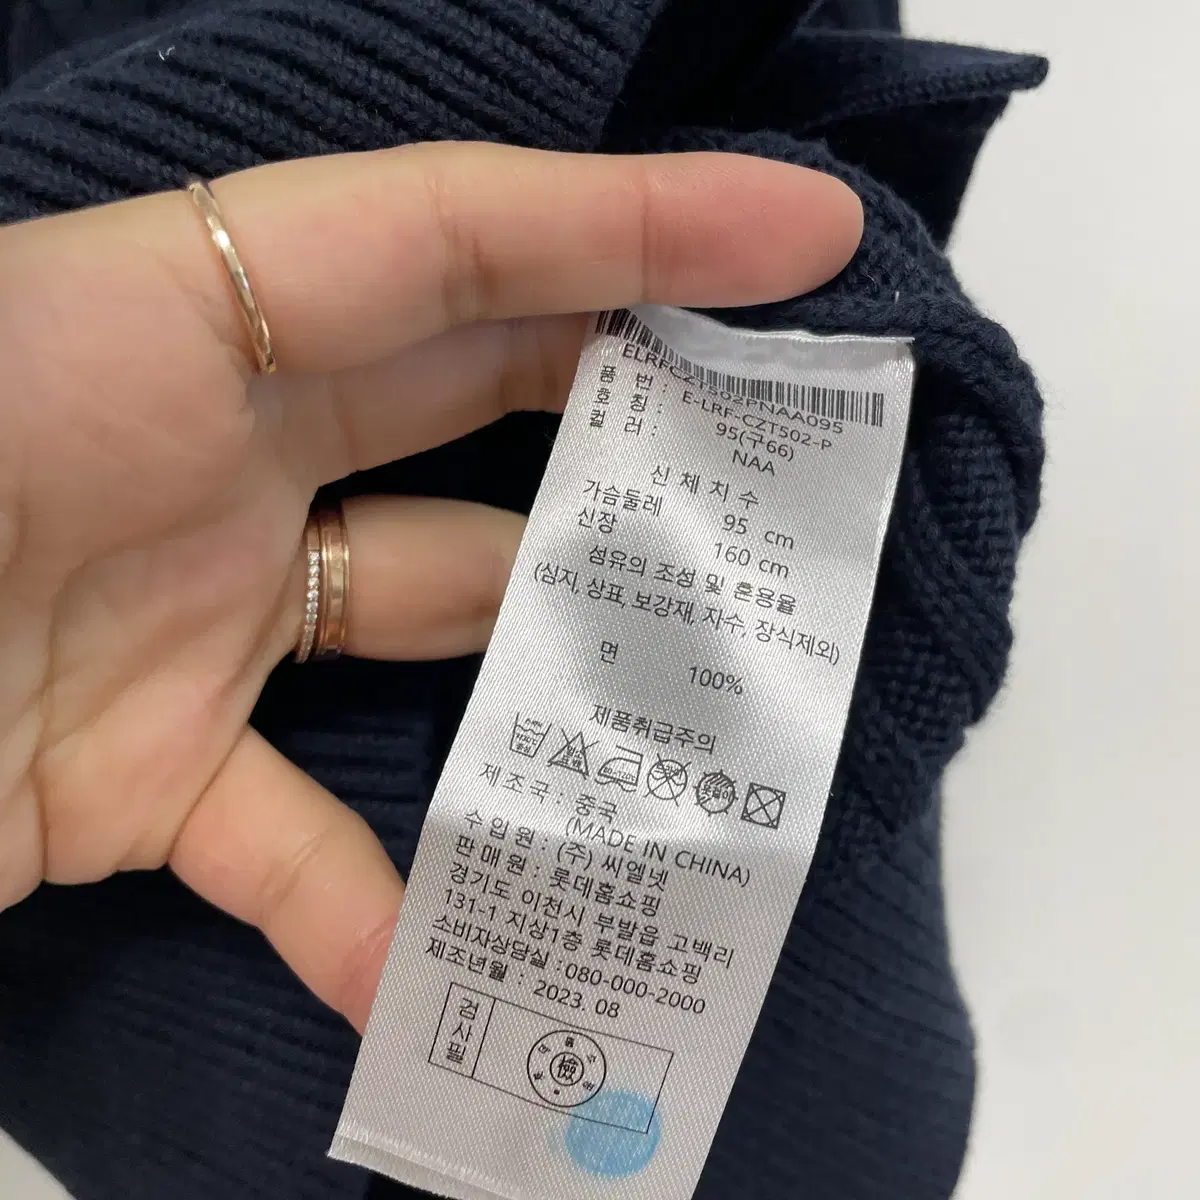 ELRFCZT502PNAA095
품 번 : E-LRF-CZT502-P
호 칭 : 95(구66)
컬 러 : NAA
신 체 치 수
가슴둘레 95 cm
신장 160 cm
섬유의 조성 및 혼용율
(심지, 상표, 보강재, 자수, 장식제외)
면 100%
제품취급주의
제 조 국 : 중국
(MADE IN CHINA)
수 입 원 : (주) 씨엘넷
판 매 원 : 롯데홈쇼핑
경기도 이천시 부발읍 고백리
131-1 지상1층 롯데홈쇼핑
소비자상담실 :080-000-2000
제조년월 : 2023. 08
검사필
檢